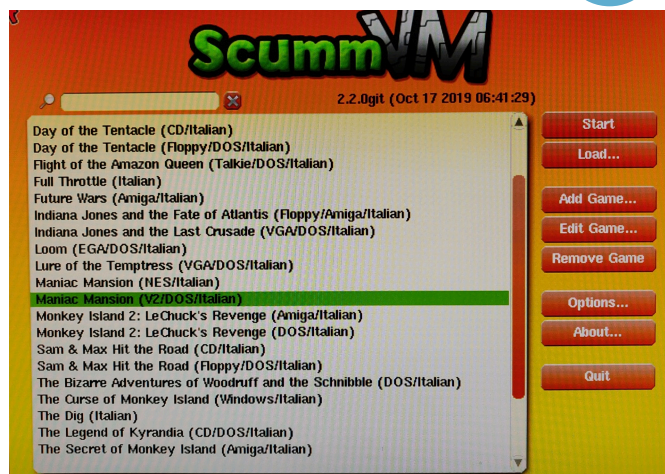 ScummVM
2.2.0git (Oct 17 2019 06:41:29)
Day of the Tentacle (CD/Italian)
Day of the Tentacle (Floppy/DOS/Italian)
Flight of the Amazon Queen (Talkie/DOS/Italian)
Full Throttle (Italian)
Future Wars (Amiga/Italian)
Indiana Jones and the Fate of Atlantis (Floppy/Amiga/Italian)
Indiana Jones and the Last Crusade (VGA/DOS/Italian)
Loom (EGA/DOS/Italian)
Lure of the Temptress (VGA/DOS/Italian)
Maniac Mansion (NES/Italian)
Maniac Mansion (V2/DOS/Italian)
Monkey Island 2: LeChuck's Revenge (Amiga/Italian)
Monkey Island 2: LeChuck's Revenge (DOS/Italian)
Sam & Max Hit the Road (CD/Italian)
Sam & Max Hit the Road (Floppy/DOS/Italian)
The Bizarre Adventures of Woodruff and the Schnibble (DOS/Italian)
The Curse of Monkey Island (Windows/Italian)
The Dig (Italian)
The Legend of Kyrandia (CD/DOS/Italian)
The Secret of Monkey Island (Amiga/Italian)
Start
Load...
Add Game...
Edit Game...
Remove Game
Options...
About...
Quit